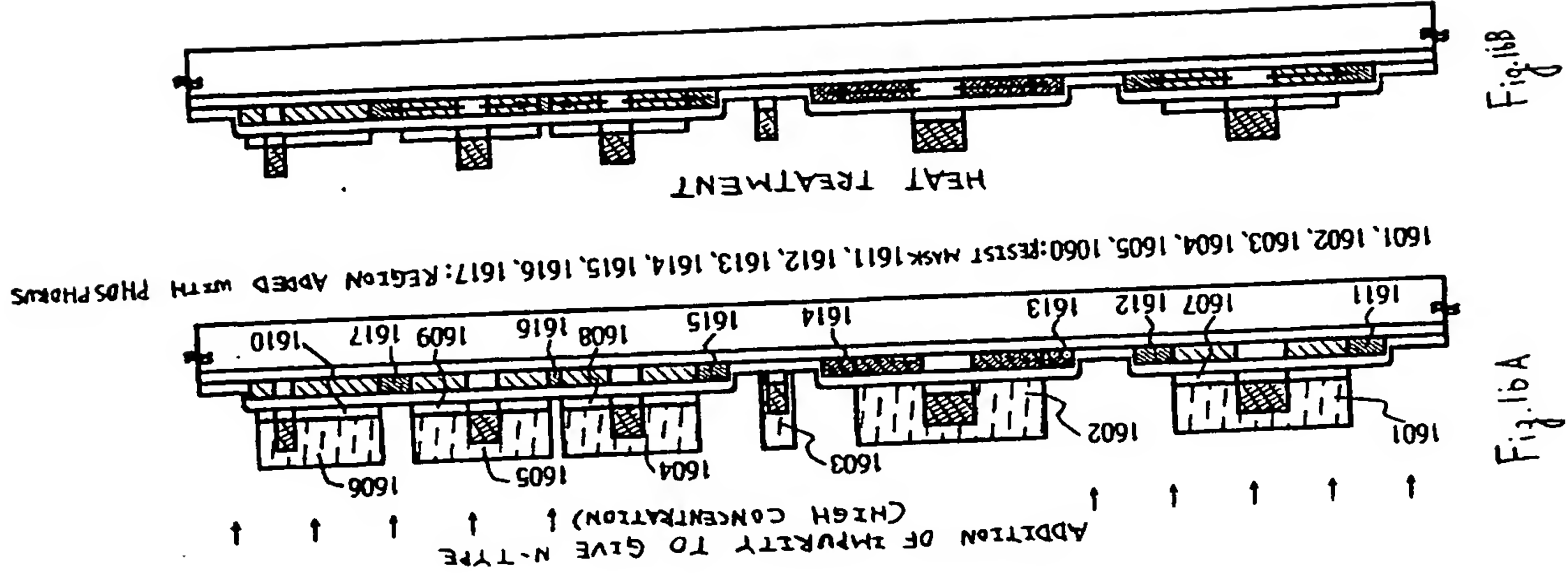 ADDITION OF IMPURITY TO GIVE N-TYPE
(HIGH CONCENTRATION)
Fig.16A
1601 1602 1603 1604 1605 1606
1611 1607 1612 1613 1614 1615 1608 1616 1609 1617 1610
1601, 1602, 1603, 1604, 1605, 1060:RESIST MASK 1611, 1612, 1613, 1614, 1615, 1616, 1617: REGION ADDED WITH PHOSPHORUS
HEAT TREATMENT
Fig.16B